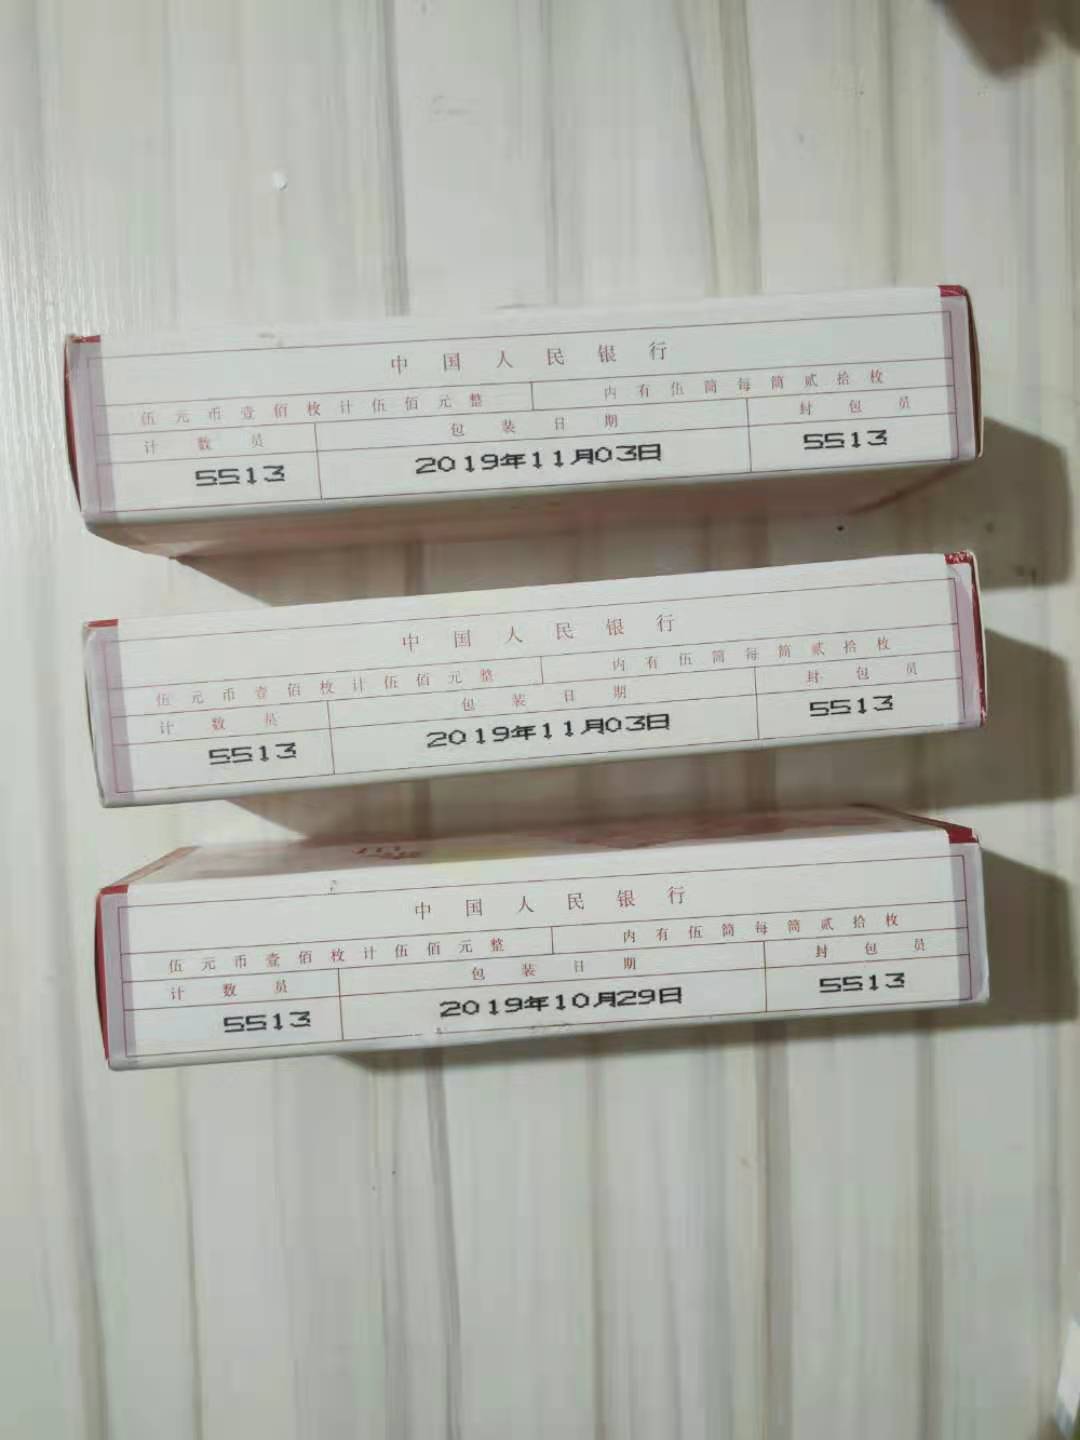 中国人民银行
伍元币壹佰枚计伍佰元整 内有伍筒每筒贰拾枚
计数员 包装日期 封包员
5513 2019年11月03日 5513
中国人民银行
伍元币壹佰枚计伍佰元整 内有伍筒每筒贰拾枚
计数员 包装日期 封包员
5513 2019年11月03日 5513
中国人民银行
伍元币壹佰枚计伍佰元整 内有伍筒每筒贰拾枚
计数员 包装日期 封包员
5513 2019年10月29日 5513